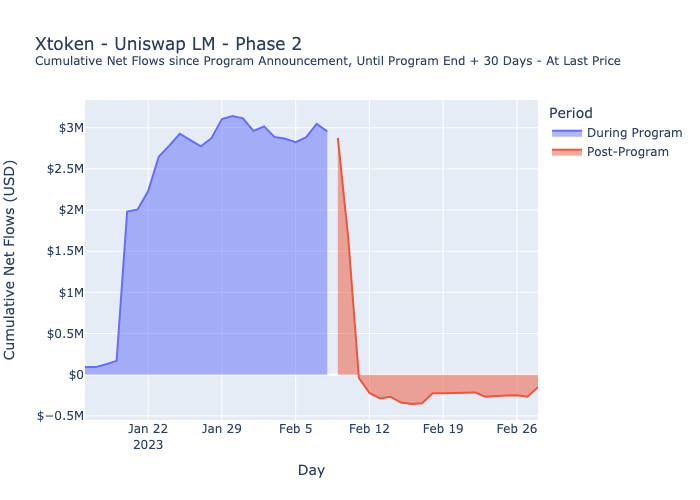 Xtoken - Uniswap LM - Phase 2
Cumulative Net Flows since Program Announcement, Until Program End + 30 Days - At Last Price
Period
During Program
Post-Program
Cumulative Net Flows (USD)
$3M
$2.5M
$2M
$1.5M
$1M
$0.5M
$0
$−0.5M
Jan 22
2023
Jan 29
Feb 5
Feb 12
Feb 19
Feb 26
Day